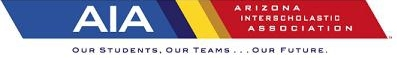 AIA
ARIZONA
INTERSCHOLASTIC
ASSOCIATION
OUR STUDENTS, OUR TEAMS . . . OUR FUTURE.